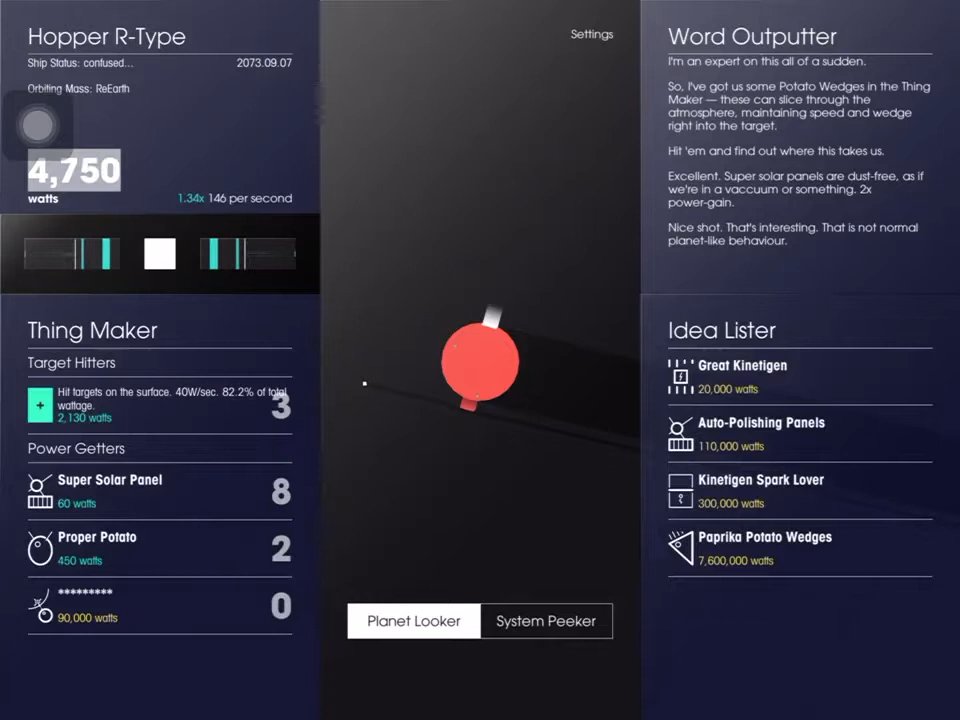 Hopper R-Type
Ship Status: confused...
2073.09.07
Orbiting Mass: ReEarth
4,750
watts
1.34x 146 per second
Thing Maker
Target Hitters
Hit targets on the surface. 40W/sec. 82.2% of total
wattage.
2,130 watts
3
Power Getters
Super Solar Panel
60 watts
8
Proper Potato
450 watts
2
*********
90,000 watts
0
Settings
Planet Looker
System Peeker
Word Outputter
I'm an expert on this all of a sudden.
So, I've got us some Potato Wedges in the Thing
Maker — these can slice through the
atmosphere, maintaining speed and wedge
right into the target.
Hit 'em and find out where this takes us.
Excellent. Super solar panels are dust-free, as if
we're in a vaccuum or something. 2x
power-gain.
Nice shot. That's interesting. That is not normal
planet-like behaviour.
Idea Lister
Great Kinetigen
20,000 watts
Auto-Polishing Panels
110,000 watts
Kinetigen Spark Lover
300,000 watts
Paprika Potato Wedges
7,600,000 watts